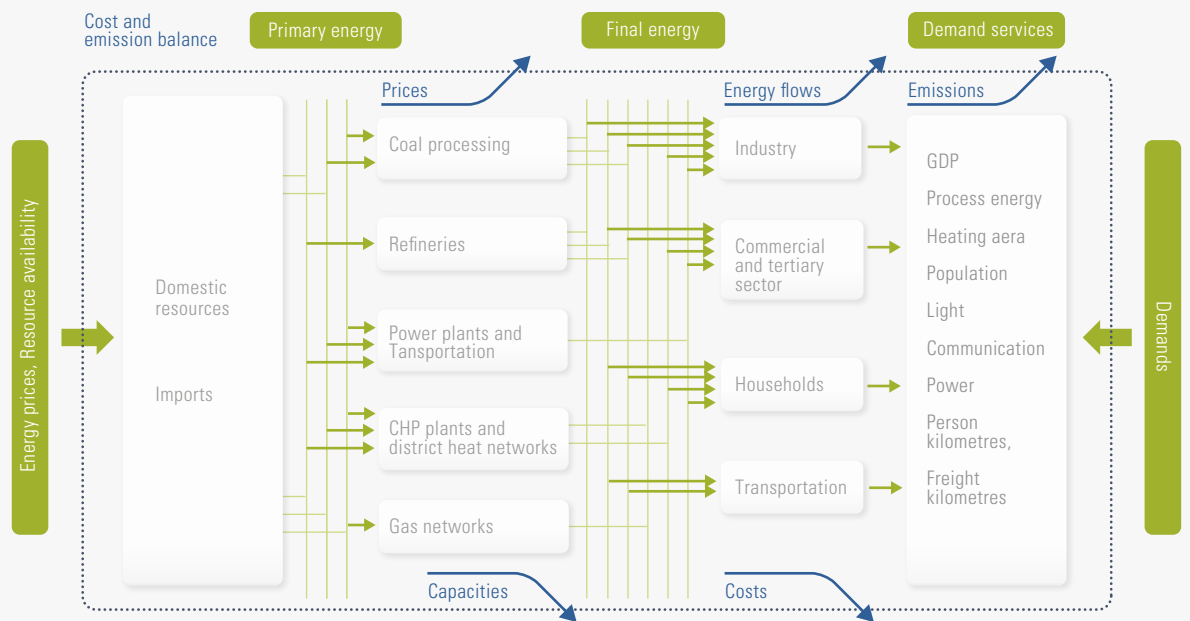 Cost and
emission balance
Primary energy
Final energy
Demand services
Prices
Energy flows
Emissions
Energy prices, Resource availability
Domestic
resources
Imports
Coal processing
Refineries
Power plants and
Tansportation
CHP plants and
district heat networks
Gas networks
Industry
Commercial
and tertiary
sector
Households
Transportation
GDP
Process energy
Heating aera
Population
Light
Communication
Power
Person
kilometres,
Freight
kilometres
Demands
Capacities
Costs